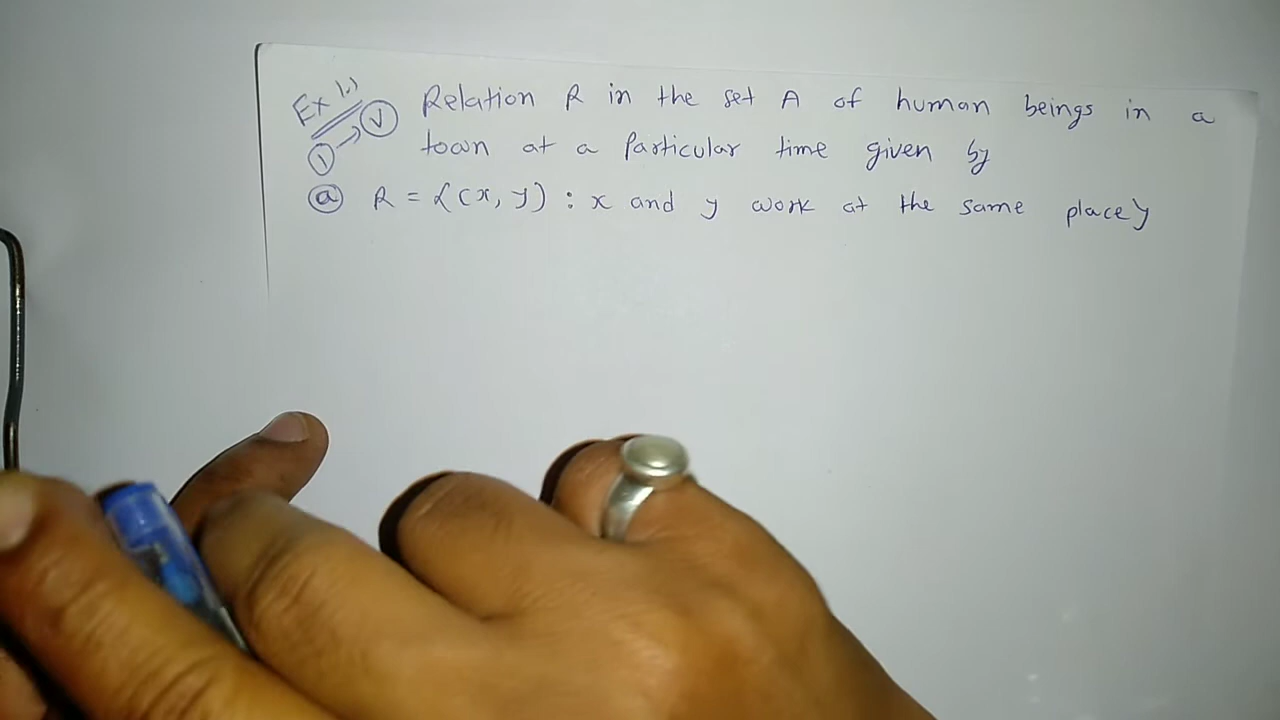 Ex 1.1
① → ⓥ Relation R in the set A of human beings in a
town at a Particular time given by
ⓐ R = {(x, y) : x and y work at the same place}